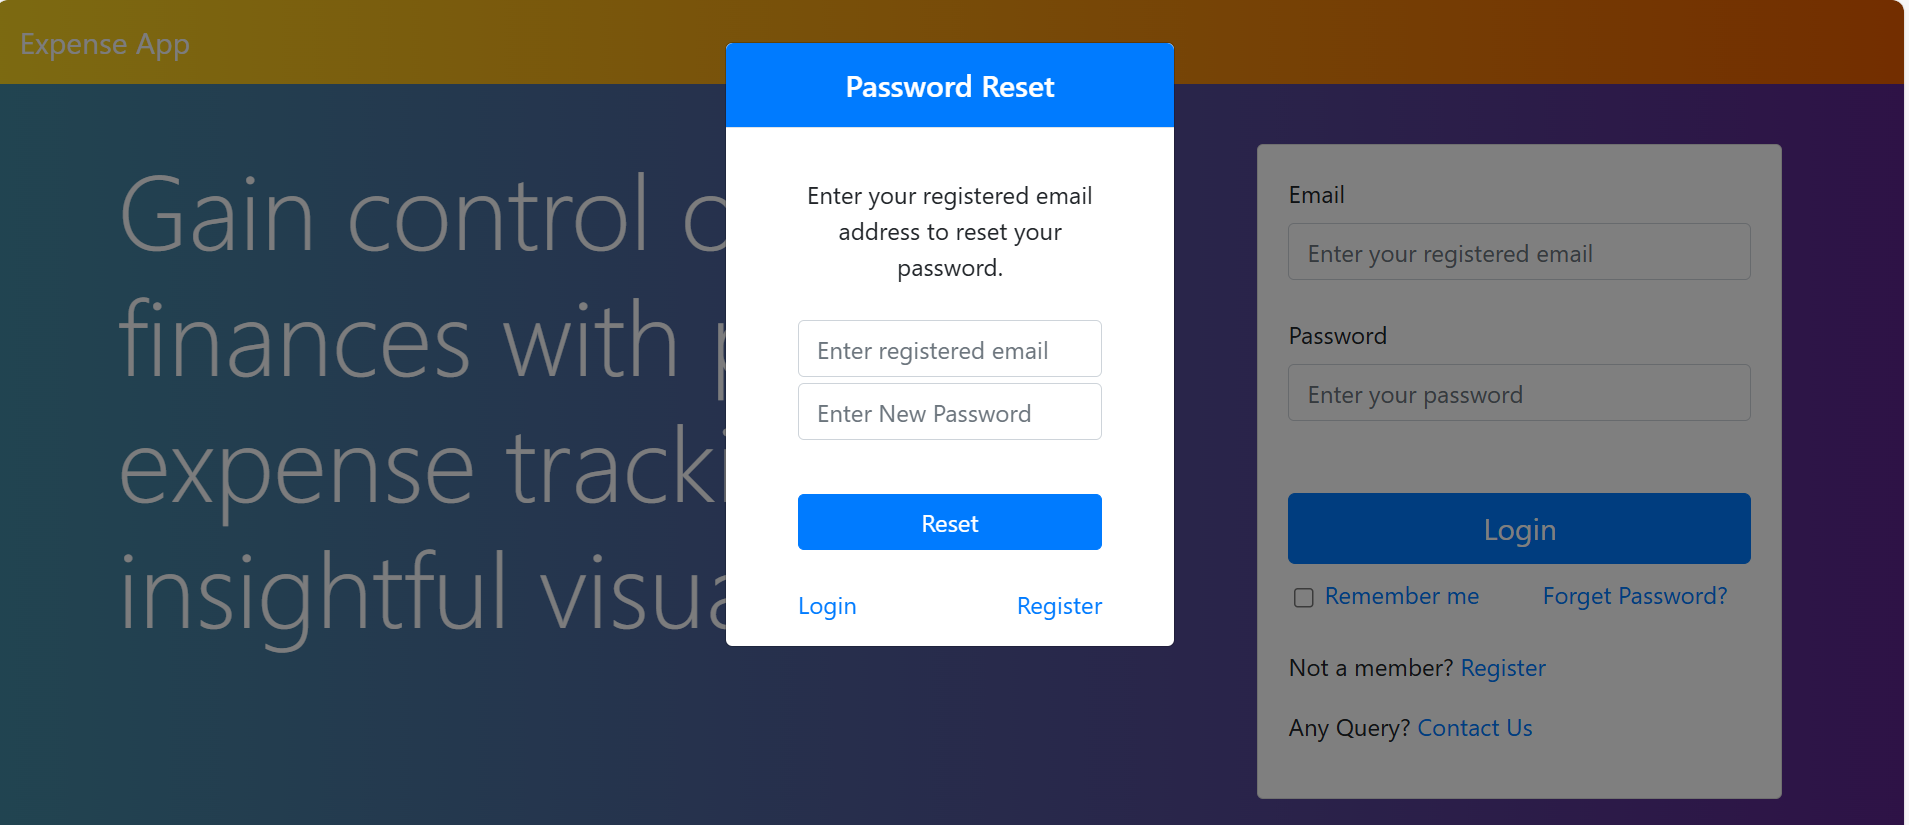 Expense App
Gain control
finances with
expense
insightful
Password Reset
Enter your registered email
address to reset your
password.
Enter registered email
Enter New Password
Reset
Login Register
Email
Enter your registered email
Password
Enter your password
Login
Remember me Forget Password?
Not a member? Register
Any Query? Contact Us